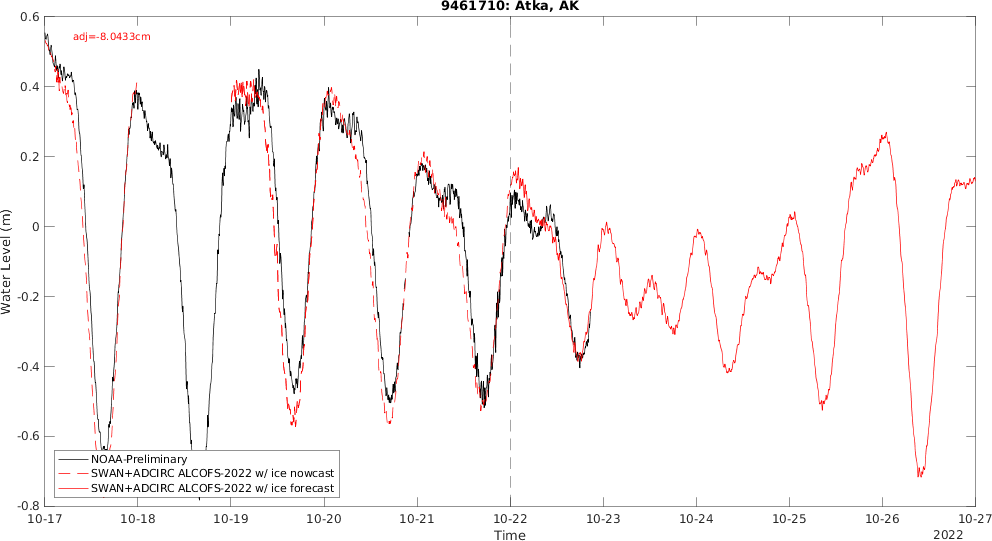 9461710: Atka, AK
adj=-8.0433cm
Water Level (m)
0.6
0.4
0.2
0
-0.2
-0.4
-0.6
-0.8
NOAA-Preliminary
SWAN+ADCIRC ALCOFS-2022 w/ ice nowcast
SWAN+ADCIRC ALCOFS-2022 w/ ice forecast
10-17 10-18 10-19 10-20 10-21 10-22 10-23 10-24 10-25 10-26 10-27
Time
2022